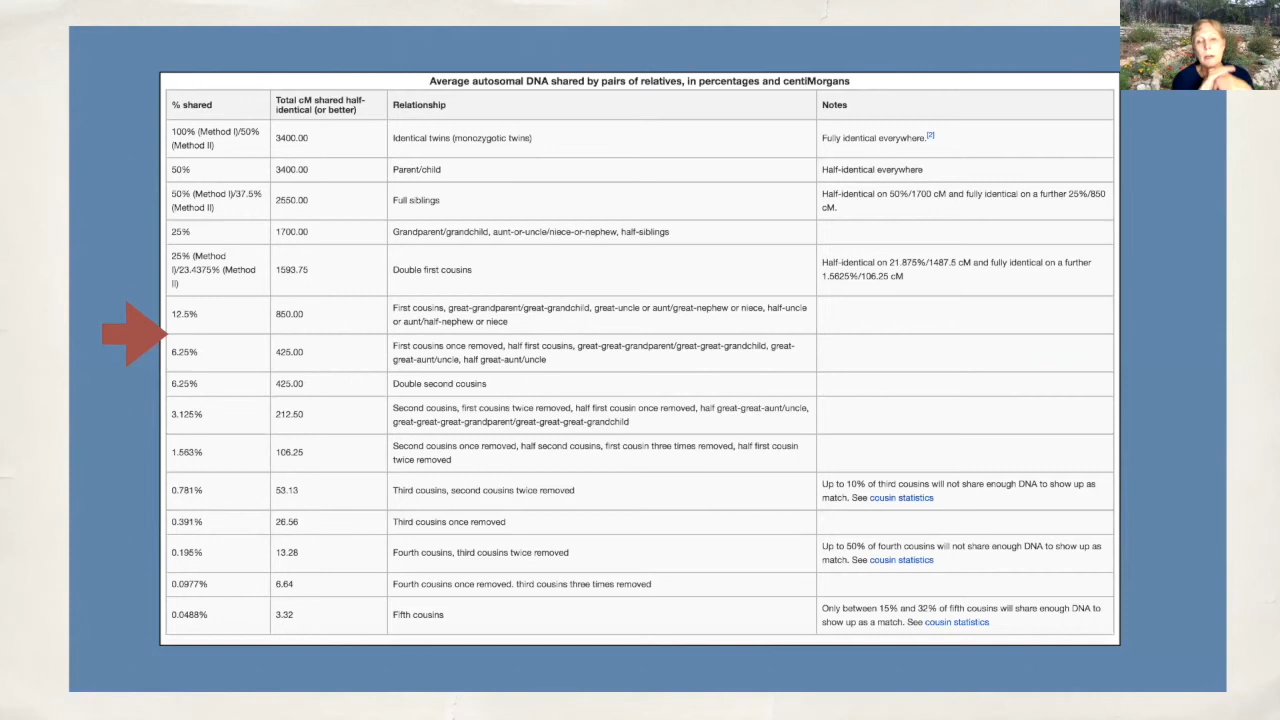 Average autosomal DNA shared by pairs of relatives, in percentages and centiMorgans
% shared
Total cM shared half-
identical (or better)
Relationship
Notes
100% (Method I)/50%
(Method II)
3400.00
Identical twins (monozygotic twins)
Fully identical everywhere.[2]
50%
3400.00
Parent/child
Half-identical everywhere
50% (Method I)/37.5%
(Method II)
2550.00
Full siblings
Half-identical on 50%/1700 cM and fully identical on a further 25%/850
cM.
25%
1700.00
Grandparent/grandchild, aunt-or-uncle/niece-or-nephew, half-siblings
25% (Method
I)/23.4375% (Method
II)
1593.75
Double first cousins
Half-identical on 21.875%/1487.5 cM and fully identical on a further
1.5625%/106.25 cM
12.5%
850.00
First cousins, great-grandparent/great-grandchild, great-uncle or aunt/great-nephew or niece, half-uncle
or aunt/half-nephew or niece
6.25%
425.00
First cousins once removed, half first cousins, great-great-grandparent/great-great-grandchild, great-
great-aunt/uncle, half great-aunt/uncle
6.25%
425.00
Double second cousins
3.125%
212.50
Second cousins, first cousins twice removed, half first cousin once removed, half great-great-aunt/uncle,
great-great-great-grandparent/great-great-great-grandchild
1.563%
106.25
Second cousins once removed, half second cousins, first cousin three times removed, half first cousin
twice removed
0.781%
53.13
Third cousins, second cousins twice removed
Up to 10% of third cousins will not share enough DNA to show up as
match. See cousin statistics
0.391%
26.56
Third cousins once removed
0.195%
13.28
Fourth cousins, third cousins twice removed
Up to 50% of fourth cousins will not share enough DNA to show up as
match. See cousin statistics
0.0977%
6.64
Fourth cousins once removed. third cousins three times removed
0.0488%
3.32
Fifth cousins
Only between 15% and 32% of fifth cousins will share enough DNA to
show up as a match. See cousin statistics